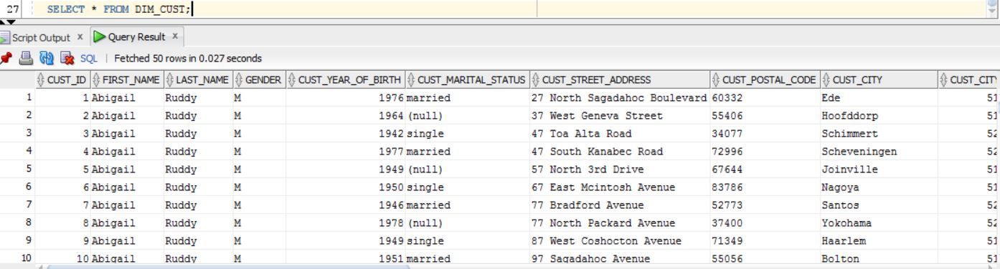 27 SELECT * FROM DIM_CUST;
Script Output x Query Result x
SQL | Fetched 50 rows in 0.027 seconds
CUST_ID FIRST_NAME LAST_NAME GENDER CUST_YEAR_OF_BIRTH CUST_MARITAL_STATUS CUST_STREET_ADDRESS CUST_POSTAL_CODE CUST_CITY CUST_CITY
1 1 Abigail Ruddy M 1976 married 27 North Sagadahoc Boulevard 60332 Ede 51
2 2 Abigail Ruddy M 1964 (null) 37 West Geneva Street 55406 Hoofddorp 51
3 3 Abigail Ruddy M 1942 single 47 Toa Alta Road 34077 Schimmert 52
4 4 Abigail Ruddy M 1977 married 47 South Kanabec Road 72996 Scheveningen 52
5 5 Abigail Ruddy M 1949 (null) 57 North 3rd Drive 67644 Joinville 51
6 6 Abigail Ruddy M 1950 single 67 East Mcintosh Avenue 83786 Nagoya 51
7 7 Abigail Ruddy M 1946 married 77 Bradford Avenue 52773 Santos 52
8 8 Abigail Ruddy M 1978 (null) 77 North Packard Avenue 37400 Yokohama 52
9 9 Abigail Ruddy M 1949 single 87 West Coshocton Avenue 71349 Haarlem 51
10 10 Abigail Ruddy M 1951 married 97 Sagadahoc Avenue 55056 Bolton 51